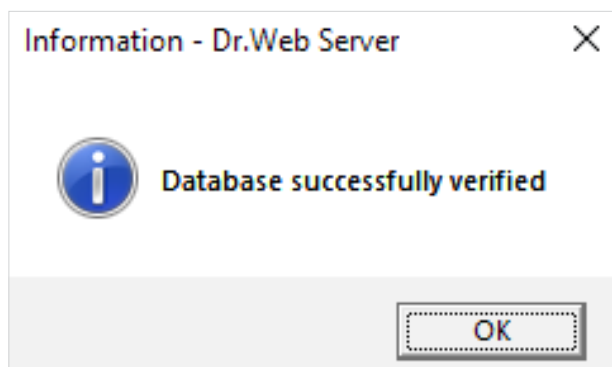 Information - Dr.Web Server
Database successfully verified
OK